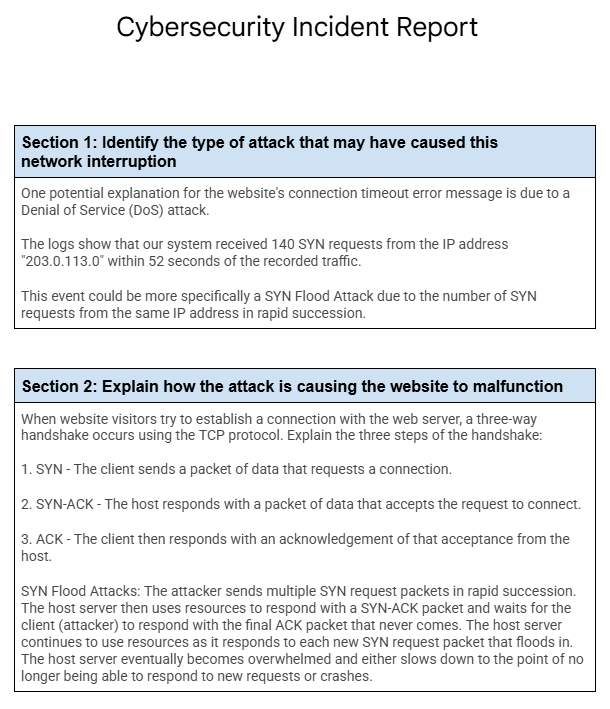 Cybersecurity Incident Report
Section 1: Identify the type of attack that may have caused this
network interruption
One potential explanation for the website's connection timeout error message is due to a
Denial of Service (DoS) attack.
The logs show that our system received 140 SYN requests from the IP address
"203.0.113.0" within 52 seconds of the recorded traffic.
This event could be more specifically a SYN Flood Attack due to the number of SYN
requests from the same IP address in rapid succession.
Section 2: Explain how the attack is causing the website to malfunction
When website visitors try to establish a connection with the web server, a three-way
handshake occurs using the TCP protocol. Explain the three steps of the handshake:
1. SYN - The client sends a packet of data that requests a connection.
2. SYN-ACK - The host responds with a packet of data that accepts the request to connect.
3. ACK - The client then responds with an acknowledgement of that acceptance from the
host.
SYN Flood Attacks: The attacker sends multiple SYN request packets in rapid succession.
The host server then uses resources to respond with a SYN-ACK packet and waits for the
client (attacker) to respond with the final ACK packet that never comes. The host server
continues to use resources as it responds to each new SYN request packet that floods in.
The host server eventually becomes overwhelmed and either slows down to the point of no
longer being able to respond to new requests or crashes.